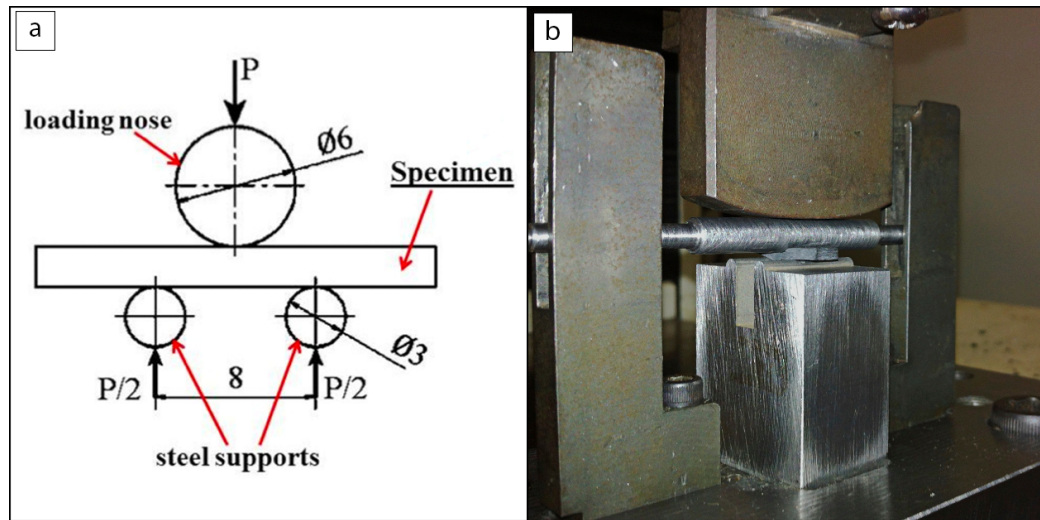 a
P
loading nose
Ø6
Specimen
Ø3
P/2
8
P/2
steel supports
b